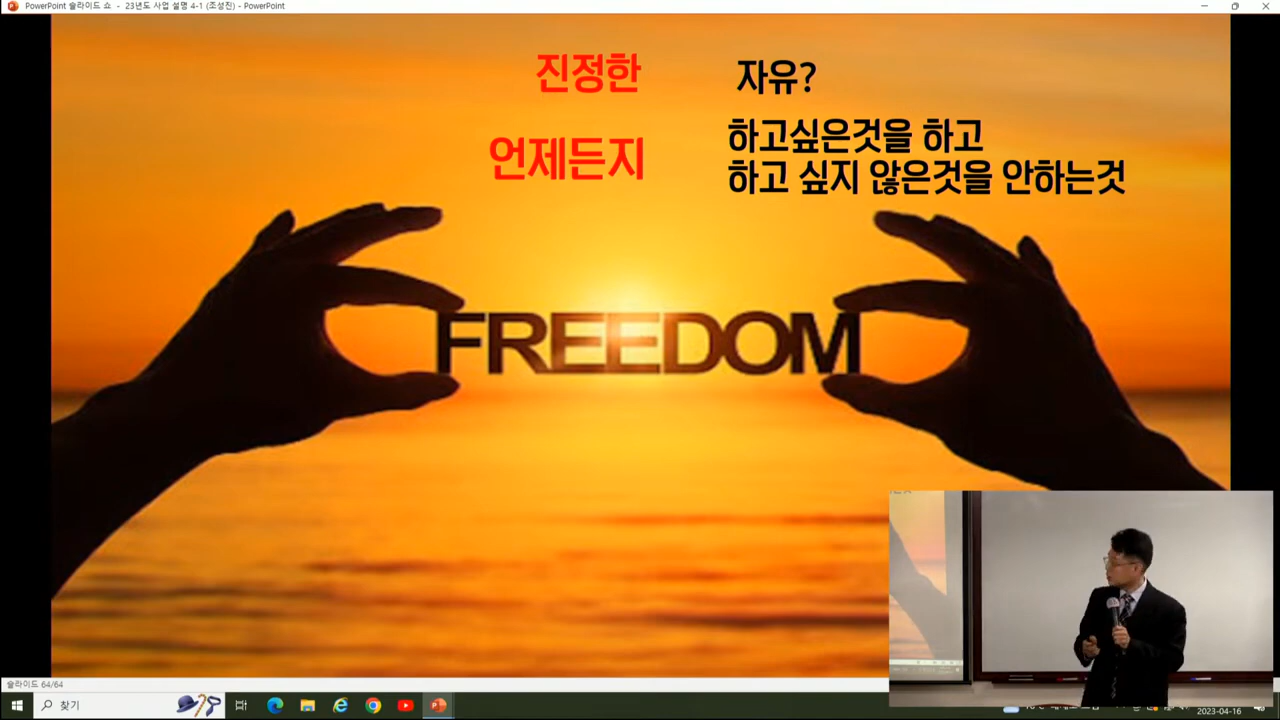 PowerPoint 슬라이드 쇼 - 23년도 사업 설명 4-1 (조성진) - PowerPoint
진정한 자유?
언제든지 하고싶은것을 하고
하고 싶지 않은것을 안하는것
FREEDOM
슬라이드 64/64
찾기
2023-04-16